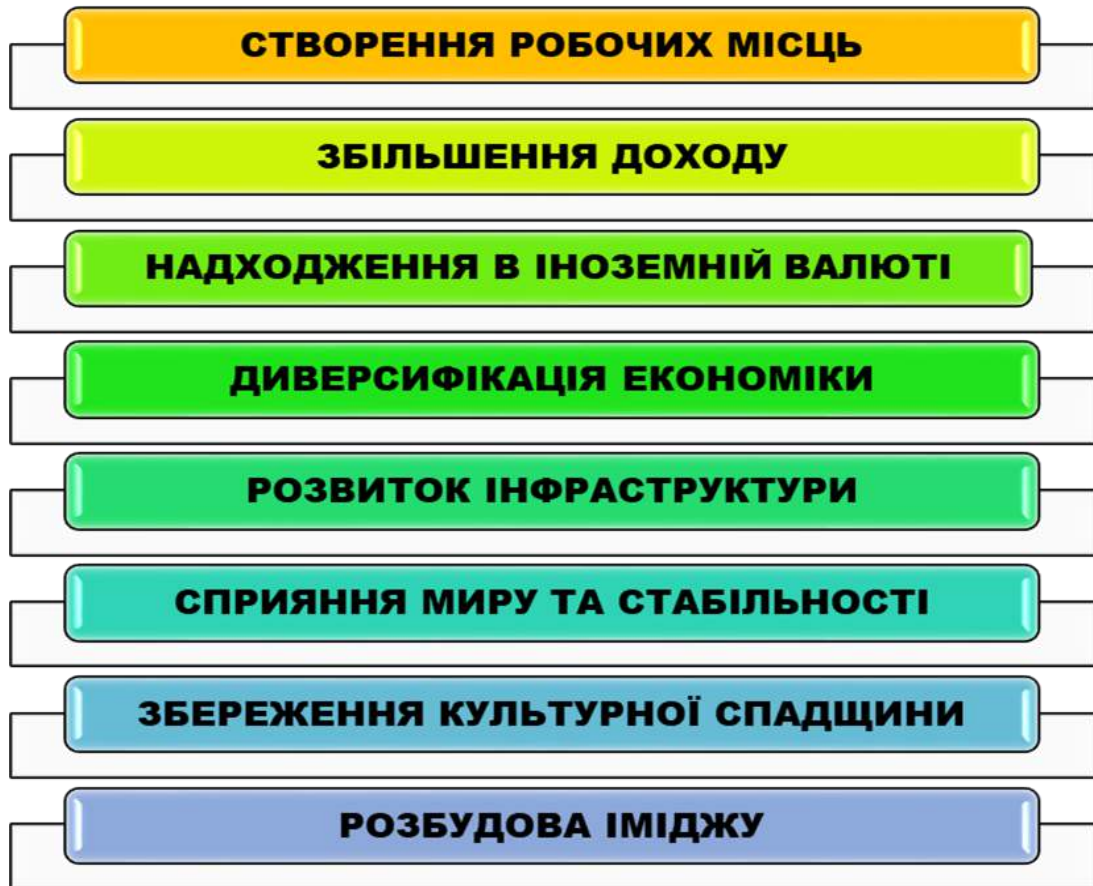 СТВОРЕННЯ РОБОЧИХ МІСЦЬ
ЗБІЛЬШЕННЯ ДОХОДУ
НАДХОДЖЕННЯ В ІНОЗЕМНІЙ ВАЛЮТІ
ДИВЕРСИФІКАЦІЯ ЕКОНОМІКИ
РОЗВИТОК ІНФРАСТРУКТУРИ
СПРИЯННЯ МИРУ ТА СТАБІЛЬНОСТІ
ЗБЕРЕЖЕННЯ КУЛЬТУРНОЇ СПАДЩИНИ
РОЗБУДОВА ІМІДЖУ